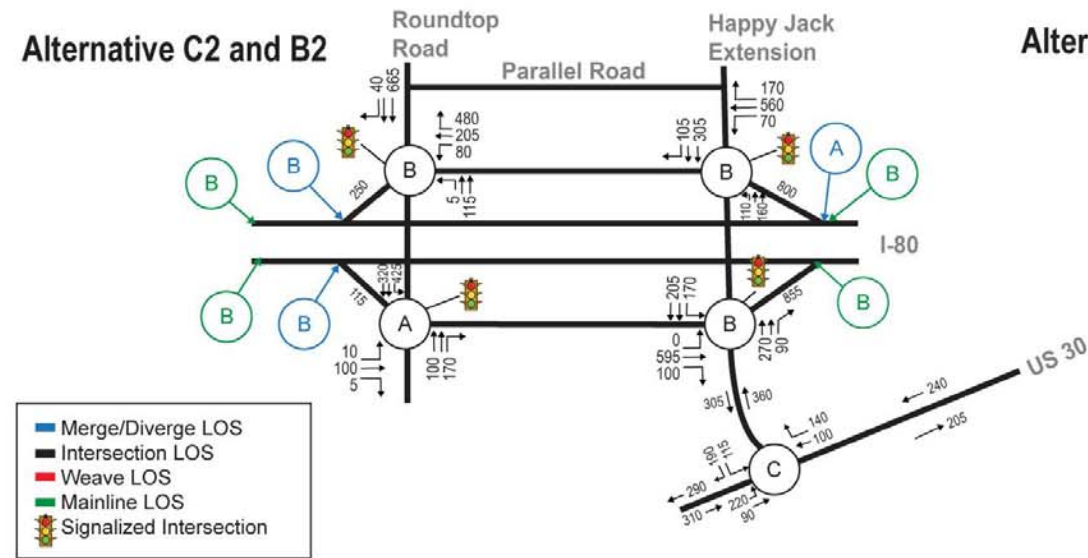 Alternative C2 and B2
Roundtop
Road
Happy Jack
Extension
Alter
Parallel Road
40
665
480
205
80
B
5
115
250
B
B
105
305
170
560
70
B
110
160
800
A
B
I-80
B
B
115
320
425
A
10
100
5
100
170
205
170
0
595
100
B
270
90
855
B
305
360
US 30
240
205
140
100
C
180
115
290
310
220
90
Merge/Diverge LOS
Intersection LOS
Weave LOS
Mainline LOS
Signalized Intersection